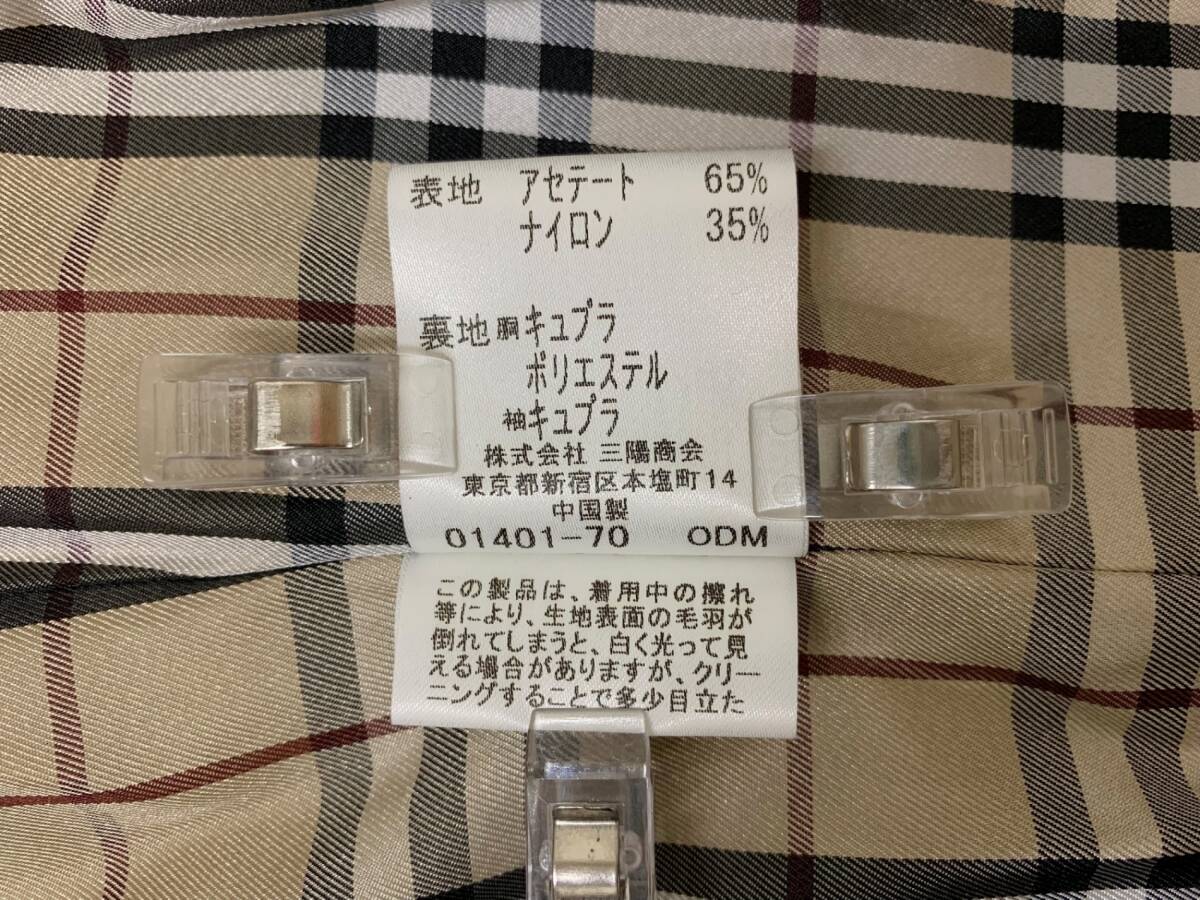 表地 アセテート 65%
ナイロン 35%
裏地 胴キュプラ
ポリエステル
袖キュプラ
株式会社 三陽商会
東京都新宿区本塩町14
中国製
01401-70 ODM
この製品は、着用中の擦れ
等により、生地表面の毛羽が
倒れてしまうと、白く光って見
える場合がありますが、クリー
ニングすることで多少目立た